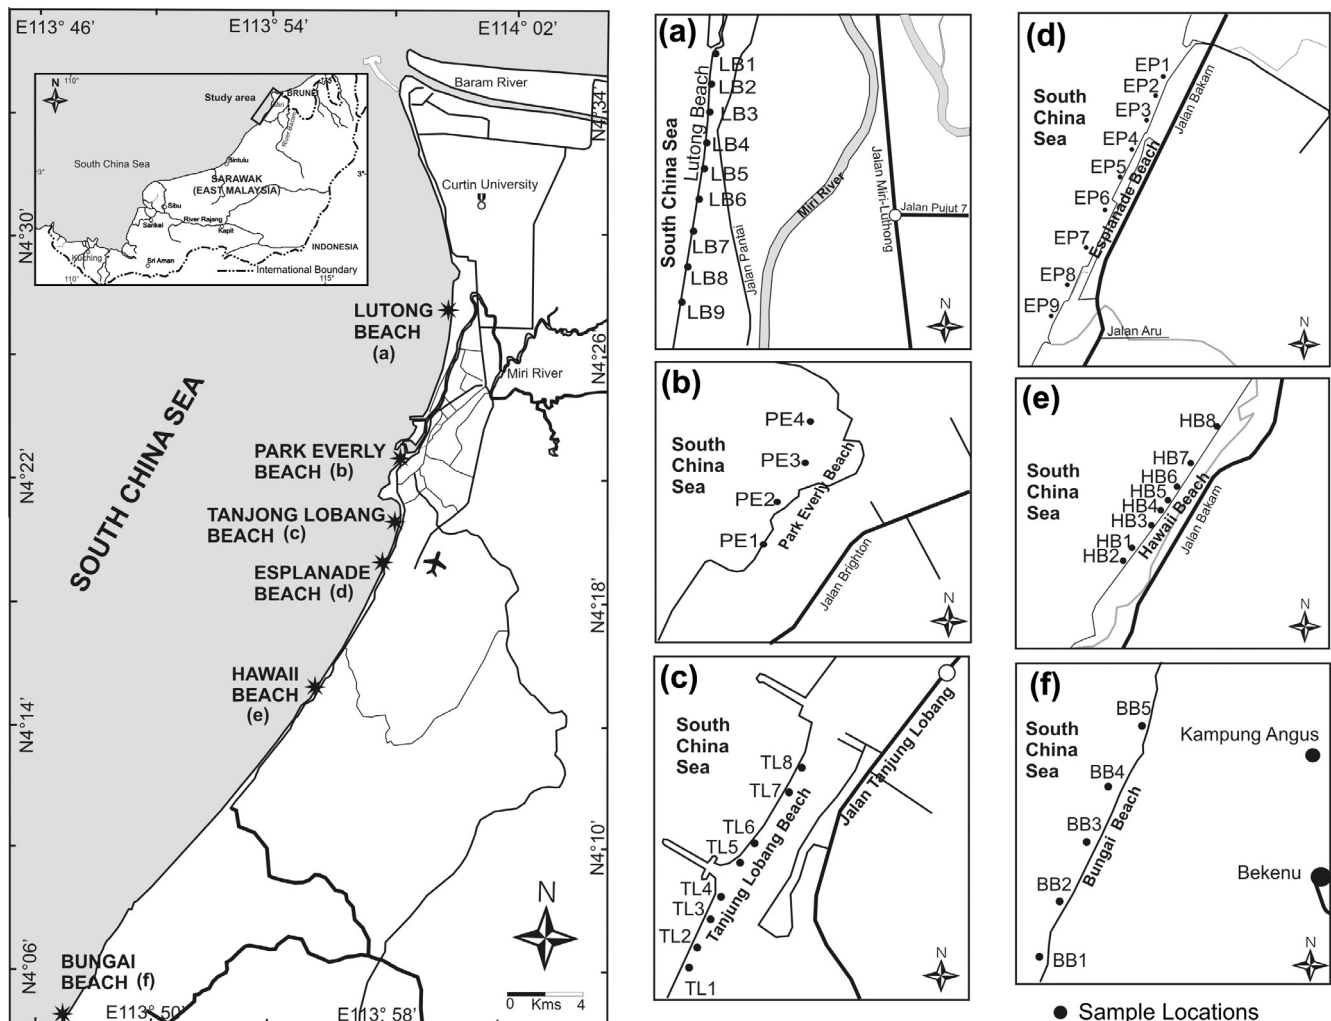 E113° 46'
E113° 54'
E114° 02'
N4°34'
N4°30'
N4°26'
N4°22'
N4°18'
N4°14'
N4°10'
N4°06'
E113° 50'
E113° 58'
Baram River
Curtin University
Miri River
SOUTH CHINA SEA
LUTONG
BEACH
(a)
PARK EVERLY
BEACH (b)
TANJONG LOBANG
BEACH (c)
ESPLANADE
BEACH (d)
HAWAII
BEACH
(e)
BUNGAI
BEACH (f)
N
0 Kms 4
110°
N
Study area
BRUNEI
South China Sea
Bintulu
3°
3°
SARAWAK
(EAST MALAYSIA)
Sibu
River Rajang
Sarikei
Kapit
INDONESIA
Kuching
Sri Aman
International Boundary
110°
115°
(a)
South China Sea
Lutong Beach
LB1
LB2
LB3
LB4
LB5
LB6
LB7
LB8
LB9
Jalan Pantai
Miri River
Jalan Miri-Luthong
Jalan Pujut 7
N
(b)
South
China
Sea
PE4
PE3
PE2
PE1
Park Everly Beach
Jalan Brighton
N
(c)
South
China
Sea
TL8
TL7
TL6
TL5
TL4
TL3
TL2
TL1
Tanjung Lobang Beach
Jalan Tanjung Lobang
N
(d)
South
China
Sea
EP1
EP2
EP3
EP4
EP5
EP6
EP7
EP8
EP9
Esplanade Beach
Jalan Bakam
Jalan Aru
N
(e)
South
China
Sea
HB8
HB7
HB6
HB5
HB4
HB3
HB1
HB2
Hawaii Beach
Jalan Bakam
N
(f)
South
China
Sea
BB5
BB4
BB3
BB2
BB1
Bungai Beach
Kampung Angus
Bekenu
N
Sample Locations